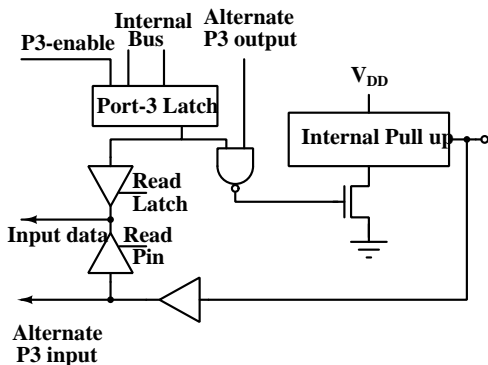 Alternate
P3 output
Internal
Bus
P3-enable
Port-3 Latch
V_DD
Internal Pull up
Read
Latch
Input data
Read
Pin
Alternate
P3 input